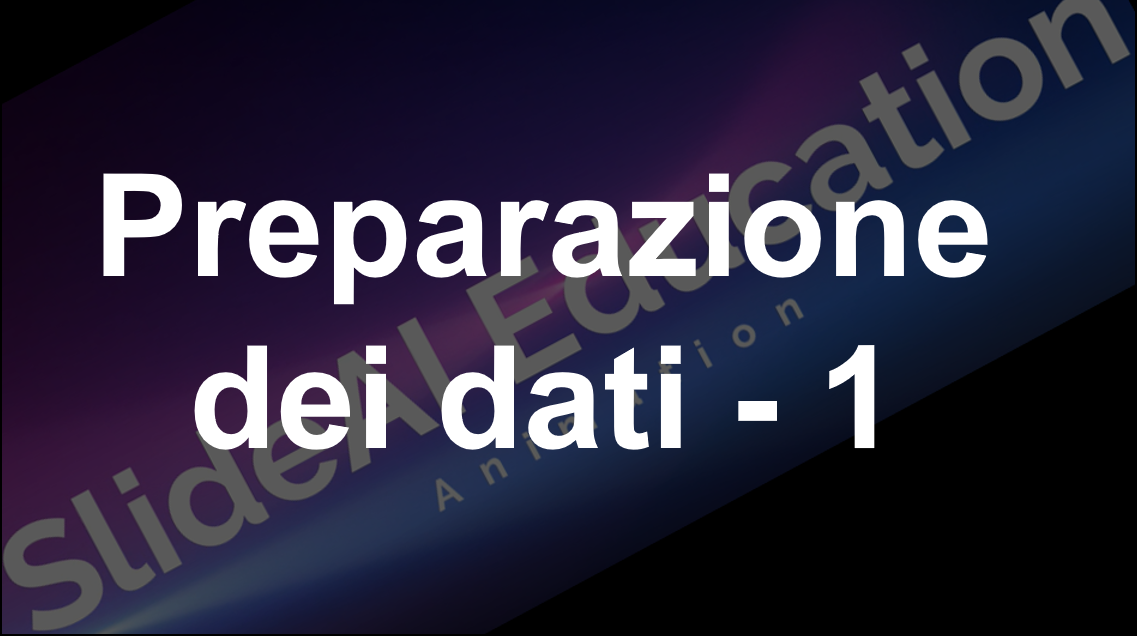 Preparazione
dei dati - 1
SlideAI Education
Animation